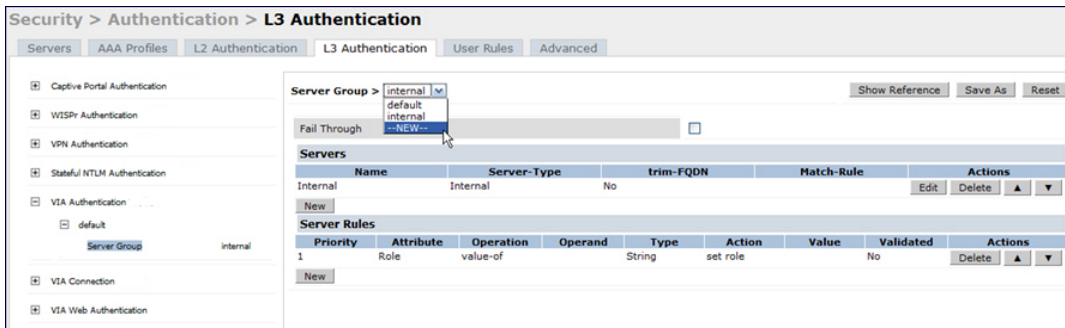 Security > Authentication > L3 Authentication
Servers AAA Profiles L2 Authentication L3 Authentication User Rules Advanced
Captive Portal Authentication
WISPr Authentication
VPN Authentication
Stateful NTLM Authentication
VIA Authentication
default
Server Group internal
VIA Connection
VIA Web Authentication
Server Group > internal Show Reference Save As Reset
default
internal
--NEW--
Fail Through
Servers
Name Server-Type trim-FQDN Match-Rule Actions
Internal Internal No Edit Delete ▲ ▼
New
Server Rules
Priority Attribute Operation Operand Type Action Value Validated Actions
1 Role value-of String set role No Delete ▲ ▼
New